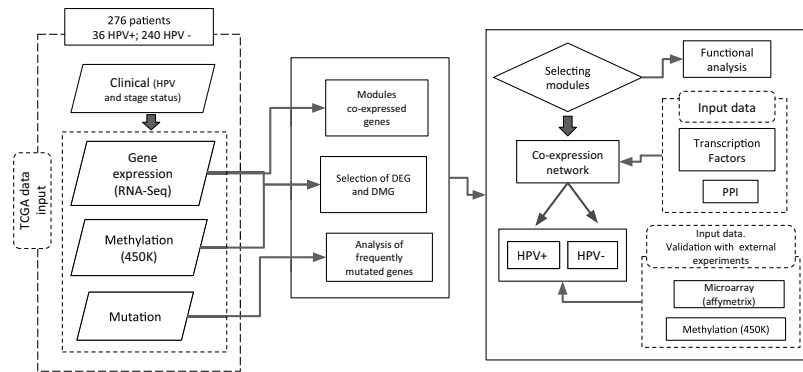 276 patients
36 HPV+; 240 HPV -
Clinical (HPV
and stage status)
TCGA data
input
Gene
expression
(RNA-Seq)
Methylation
(450K)
Mutation
Modules
co-expressed
genes
Selection of DEG
and DMG
Analysis of
frequently
mutated genes
Selecting
modules
Functional
analysis
Input data
Transcription
Factors
PPI
Co-expression
network
HPV+
HPV-
Input data.
Validation with external
experiments
Microarray
(affymetrix)
Methylation (450K)